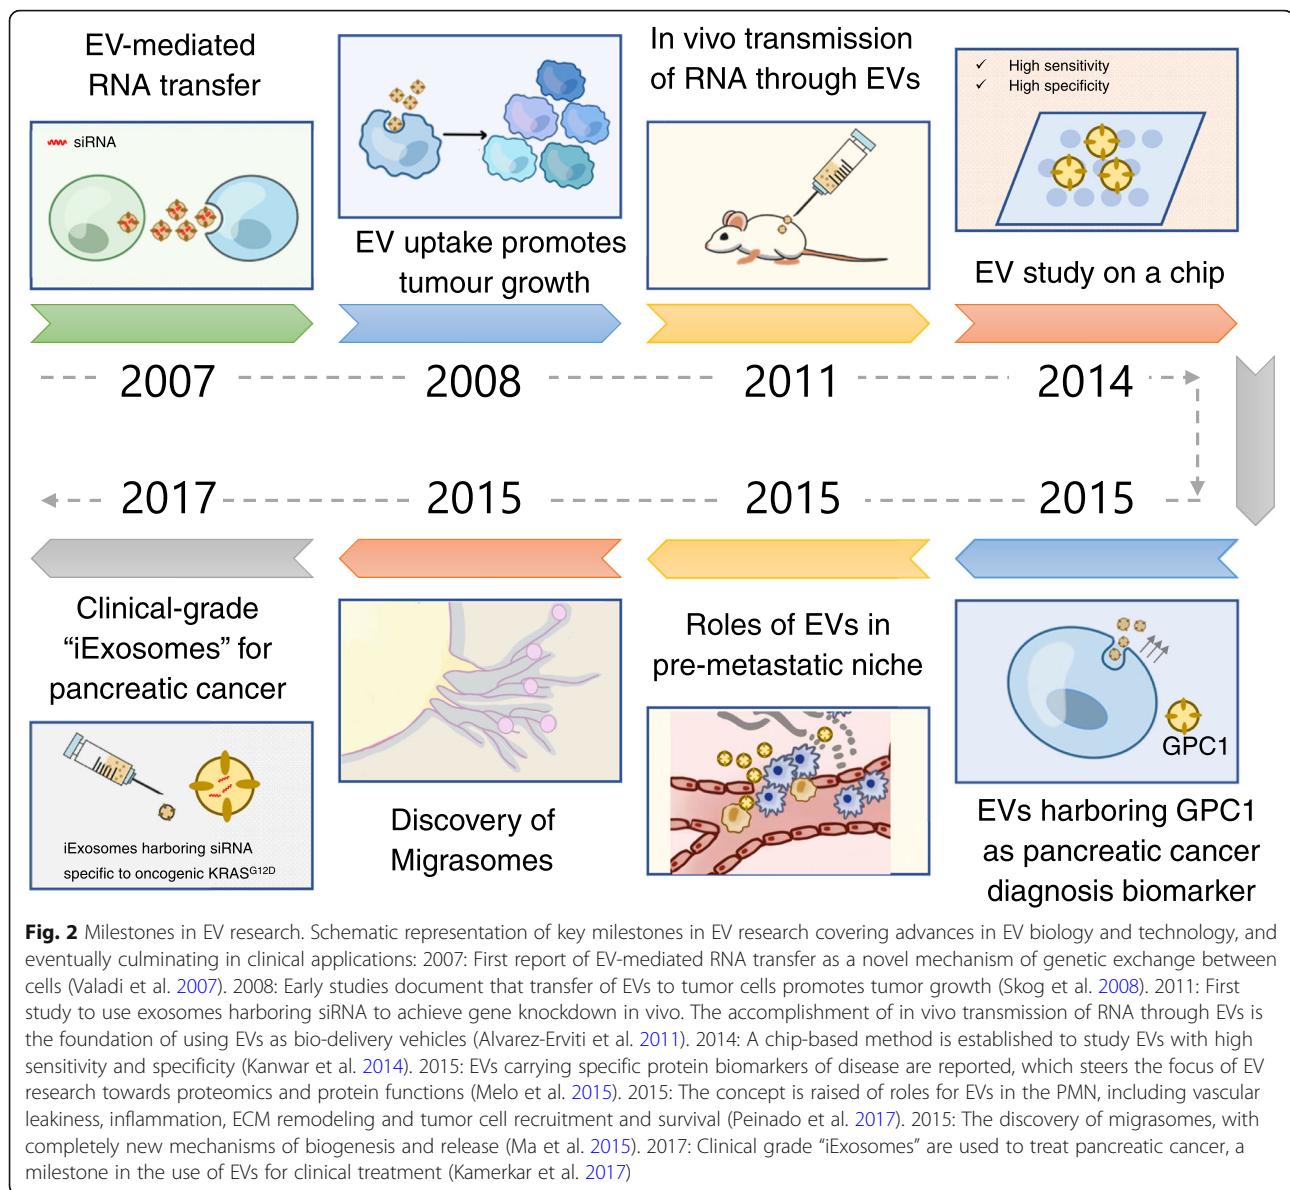 EV-mediated
RNA transfer
siRNA
EV uptake promotes
tumour growth
In vivo transmission
of RNA through EVs
✓ High sensitivity
✓ High specificity
EV study on a chip
2007
2008
2011
2014
2017
2015
2015
2015
Clinical-grade
“iExosomes” for
pancreatic cancer
iExosomes harboring siRNA
specific to oncogenic KRASG12D
Discovery of
Migrasomes
Roles of EVs in
pre-metastatic niche
GPC1
EVs harboring GPC1
as pancreatic cancer
diagnosis biomarker
Fig. 2 Milestones in EV research. Schematic representation of key milestones in EV research covering advances in EV biology and technology, and
eventually culminating in clinical applications: 2007: First report of EV-mediated RNA transfer as a novel mechanism of genetic exchange between
cells (Valadi et al. 2007). 2008: Early studies document that transfer of EVs to tumor cells promotes tumor growth (Skog et al. 2008). 2011: First
study to use exosomes harboring siRNA to achieve gene knockdown in vivo. The accomplishment of in vivo transmission of RNA through EVs is
the foundation of using EVs as bio-delivery vehicles (Alvarez-Erviti et al. 2011). 2014: A chip-based method is established to study EVs with high
sensitivity and specificity (Kanwar et al. 2014). 2015: EVs carrying specific protein biomarkers of disease are reported, which steers the focus of EV
research towards proteomics and protein functions (Melo et al. 2015). 2015: The concept is raised of roles for EVs in the PMN, including vascular
leakiness, inflammation, ECM remodeling and tumor cell recruitment and survival (Peinado et al. 2017). 2015: The discovery of migrasomes, with
completely new mechanisms of biogenesis and release (Ma et al. 2015). 2017: Clinical grade “iExosomes” are used to treat pancreatic cancer, a
milestone in the use of EVs for clinical treatment (Kamerkar et al. 2017)